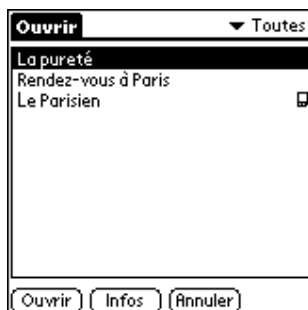 Ouvrir Toutes
La pureté
Rendez-vous à Paris
Le Parisien
Ouvrir Infos Annuler